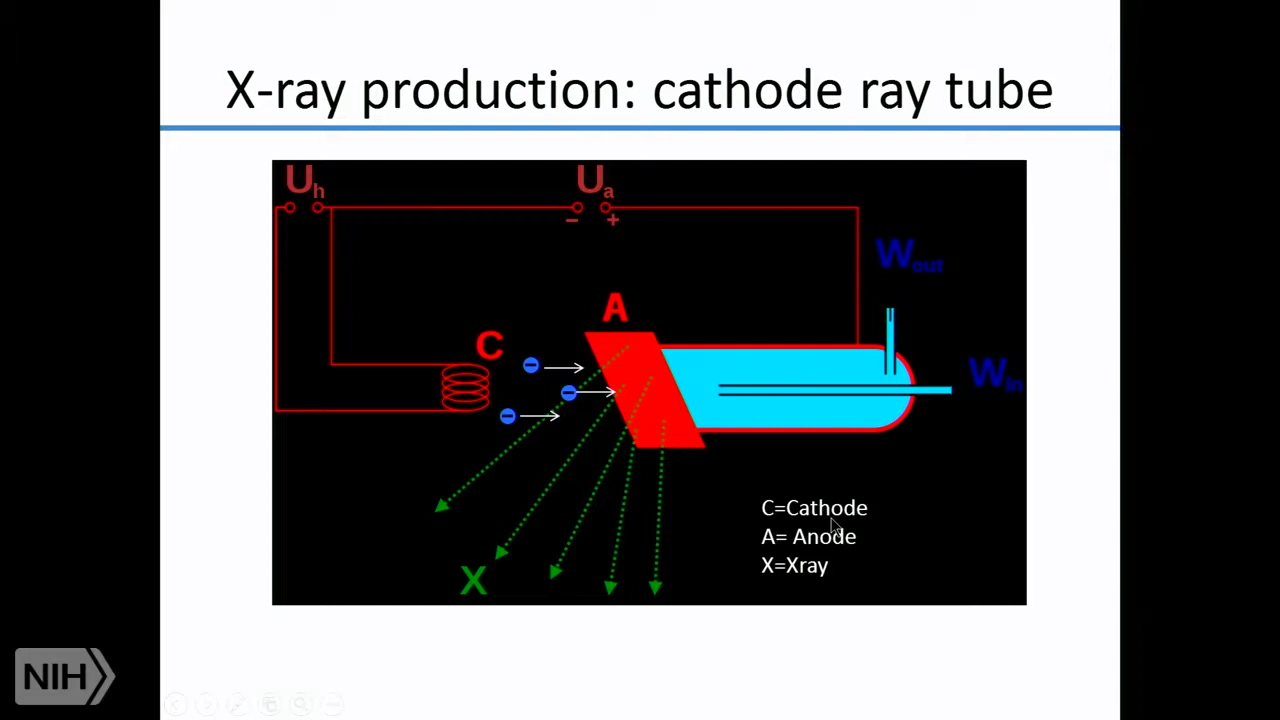 X-ray production: cathode ray tube
Uh
Ua
− +
Wout
A
C
Win
C=Cathode
A= Anode
X=Xray
X
NIH